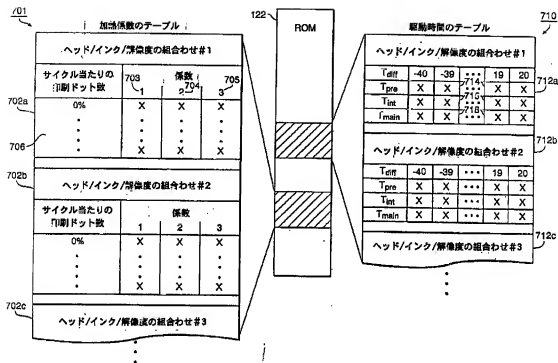 701
加熱係数のテーブル
ヘッド/インク/解像度の組合わせ#1
サイクル当たりの
印刷ドット数
係数
703
704
705
1 2 3
702a
0% X X X
706
X X X
702b
ヘッド/インク/解像度の組合わせ#2
サイクル当たりの
印刷ドット数
係数
1 2 3
0% X X X
X X X
702c
ヘッド/インク/解像度の組合わせ#3
122
ROM
710
駆動時間のテーブル
ヘッド/インク/解像度の組合わせ#1
712a
Tdiff -40 -39 ••• 19 20
714
Tpre X X ••• X X
715
Tint X X ••• X X
716
Tmain X X ••• X X
712b
ヘッド/インク/解像度の組合わせ#2
Tdiff -40 -39 ••• 19 20
Tpre X X ••• X X
Tint X X ••• X X
Tmain X X ••• X X
712c
ヘッド/インク/解像度の組合わせ#3